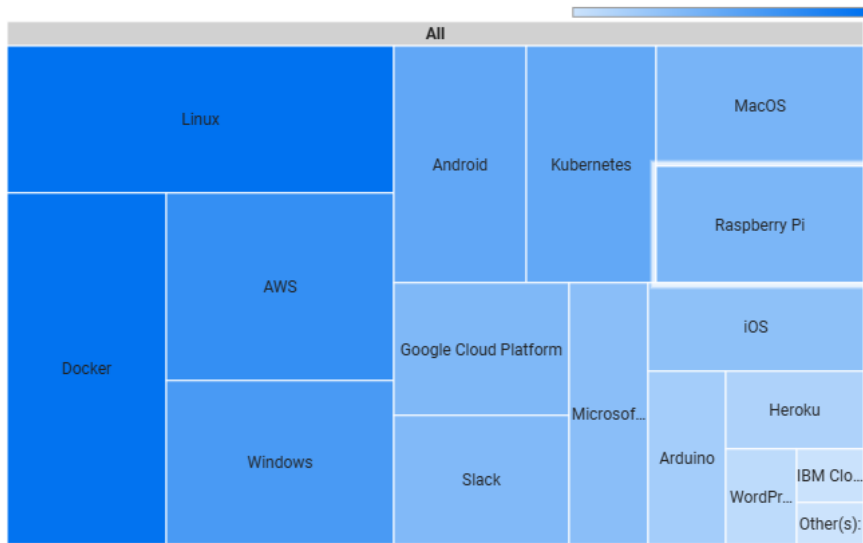 All
Linux
Android
Kubernetes
MacOS
Raspberry Pi
AWS
Docker
Windows
Google Cloud Platform
Microsof...
iOS
Slack
Arduino
Heroku
WordPr...
IBM Clo...
Other(s):